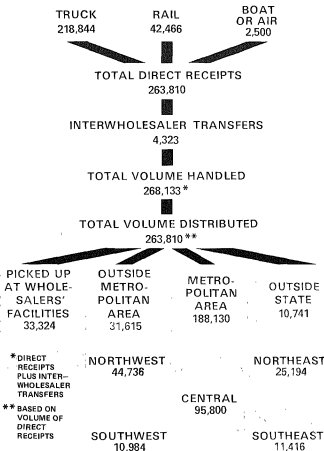 TRUCK
218,844
RAIL
42,466
BOAT
OR AIR
2,500
TOTAL DIRECT RECEIPTS
263,810
INTERWHOLESALER TRANSFERS
4,323
TOTAL VOLUME HANDLED
268,133 *
TOTAL VOLUME DISTRIBUTED
263,810 **
PICKED UP
AT WHOLE-
SALERS'
FACILITIES
33,324
OUTSIDE
METRO-
POLITAN
AREA
31,615
METRO-
POLITAN
AREA
188,130
OUTSIDE
STATE
10,741
* DIRECT
RECEIPTS
PLUS INTER-
WHOLESALER
TRANSFERS
** BASED ON
VOLUME OF
DIRECT
RECEIPTS
NORTHWEST
44,736
NORTHEAST
25,194
CENTRAL
95,800
SOUTHWEST
10,984
SOUTHEAST
11,416